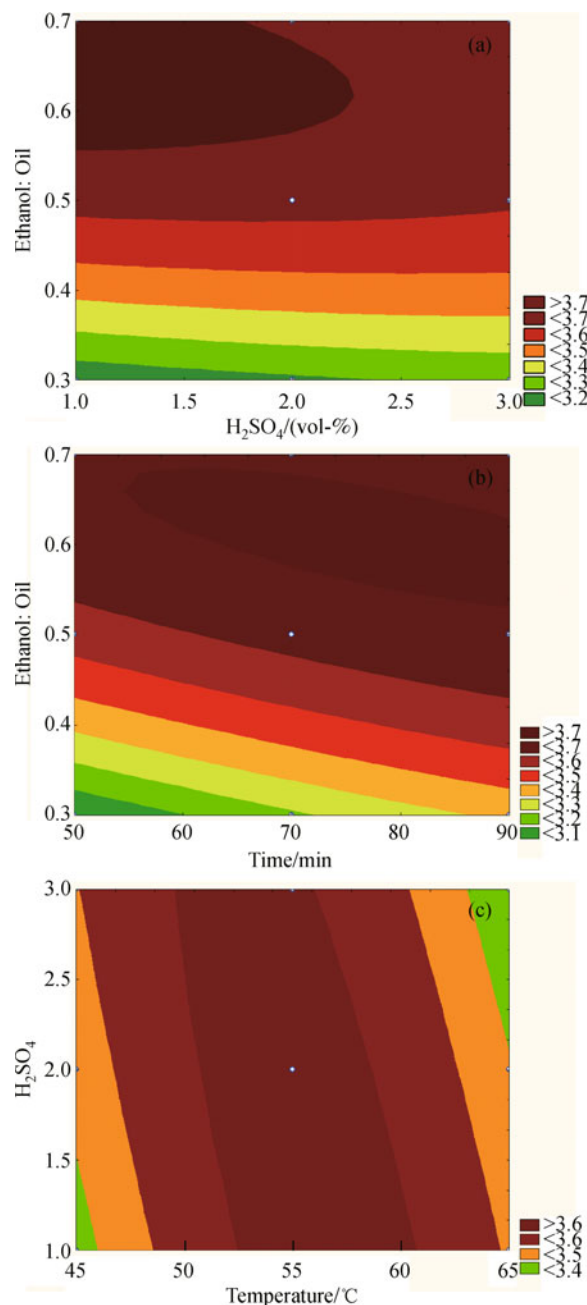 (a)
0.7
0.6
0.5
0.4
0.3
Ethanol: Oil
1.0 1.5 2.0 2.5 3.0
H₂SO₄/(vol-%)
>3.7
<3.7
<3.6
<3.5
<3.4
<3.3
<3.2
(b)
0.7
0.6
0.5
0.4
0.3
Ethanol: Oil
50 60 70 80 90
Time/min
>3.7
<3.7
<3.6
<3.5
<3.4
<3.3
<3.2
<3.1
(c)
3.0
2.5
2.0
1.5
1.0
H₂SO₄
45 50 55 60 65
Temperature/℃
>3.6
<3.6
<3.5
<3.4